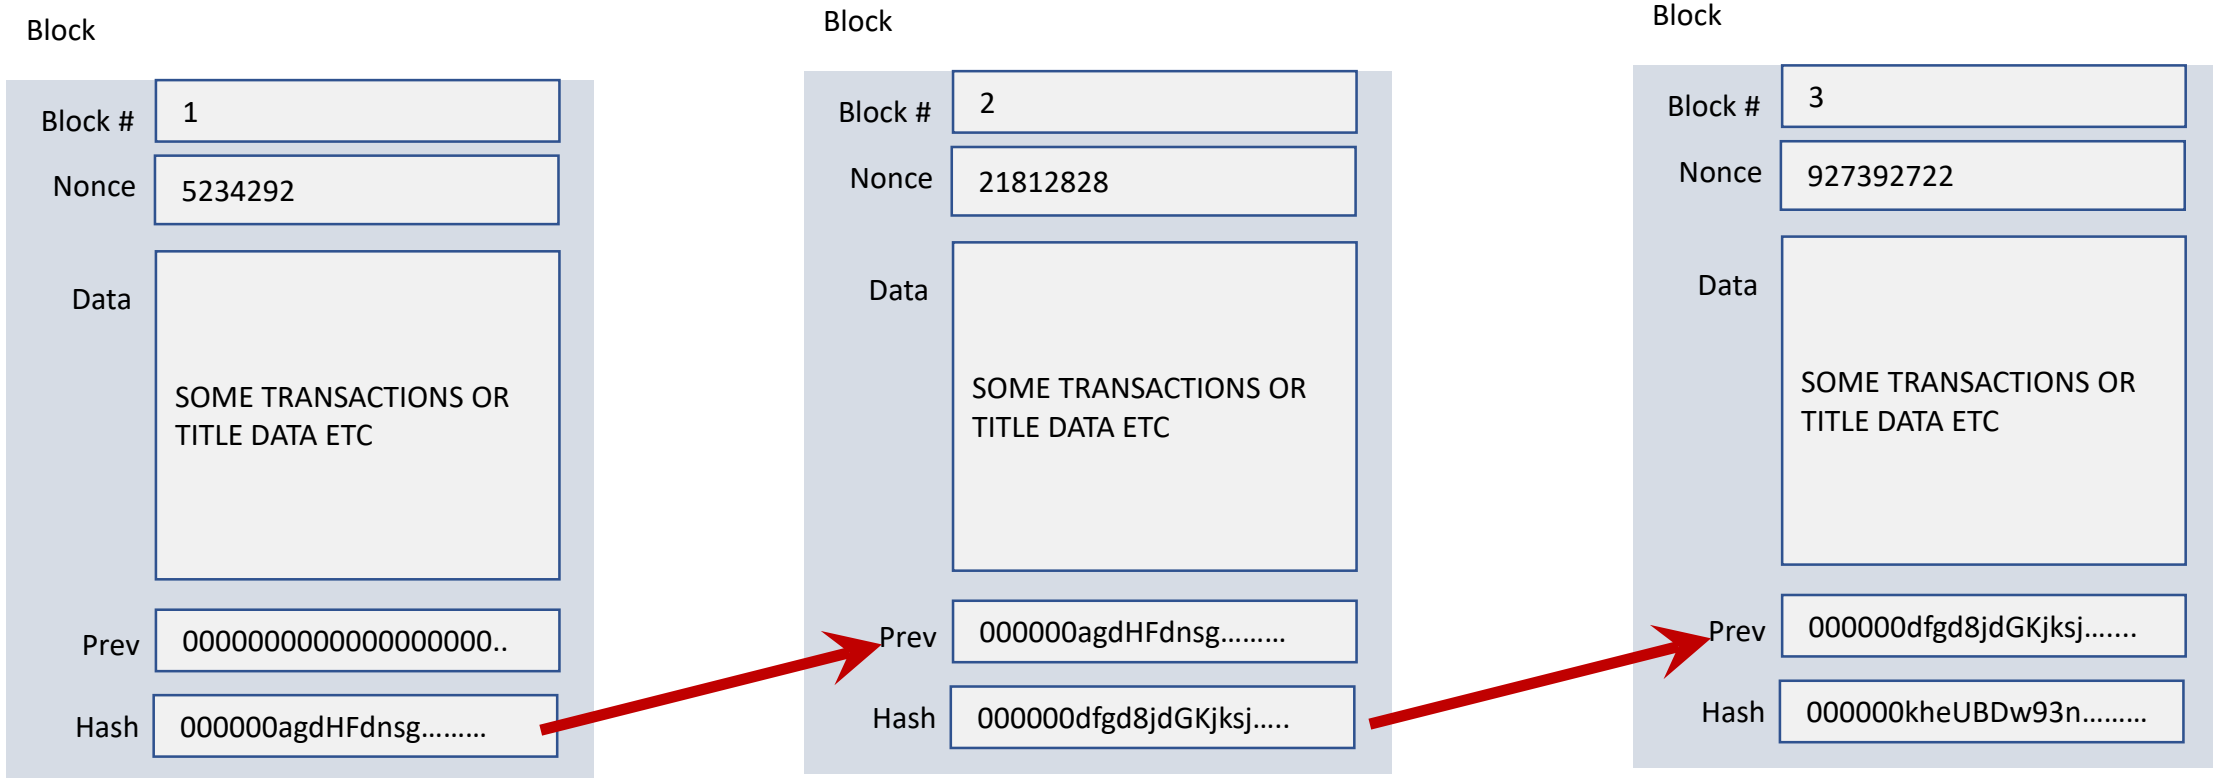 Block
Block # 1
Nonce 5234292
Data
SOME TRANSACTIONS OR
TITLE DATA ETC
Prev 0000000000000000000..
Hash 000000agdHFdnsg………
Block
Block # 2
Nonce 21812828
Data
SOME TRANSACTIONS OR
TITLE DATA ETC
Prev 000000agdHFdnsg………
Hash 000000dfgd8jdGKjksj…..
Block
Block # 3
Nonce 927392722
Data
SOME TRANSACTIONS OR
TITLE DATA ETC
Prev 000000dfgd8jdGKjksj…....
Hash 000000kheUBDw93n………